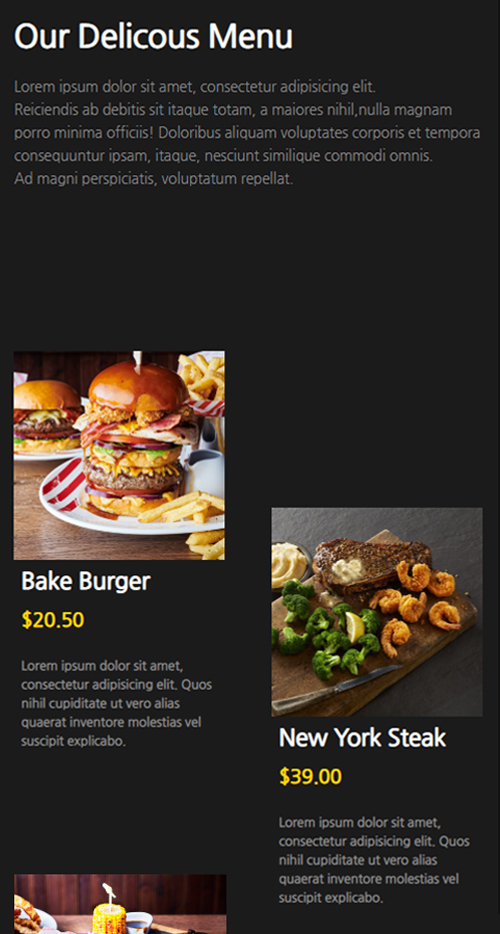 Our Delicous Menu
Lorem ipsum dolor sit amet, consectetur adipisicing elit.
Reiciendis ab debitis sit itaque totam, a maiores nihil,nulla magnam
porro minima officiis! Doloribus aliquam voluptates corporis et tempora
consequuntur ipsam, itaque, nesciunt similique commodi omnis.
Ad magni perspiciatis, voluptatum repellat.
Bake Burger
$20.50
Lorem ipsum dolor sit amet,
consectetur adipisicing elit. Quos
nihil cupiditate ut vero alias
quaerat inventore molestias vel
suscipit explicabo.
New York Steak
$39.00
Lorem ipsum dolor sit amet,
consectetur adipisicing elit. Quos
nihil cupiditate ut vero alias
quaerat inventore molestias vel
suscipit explicabo.